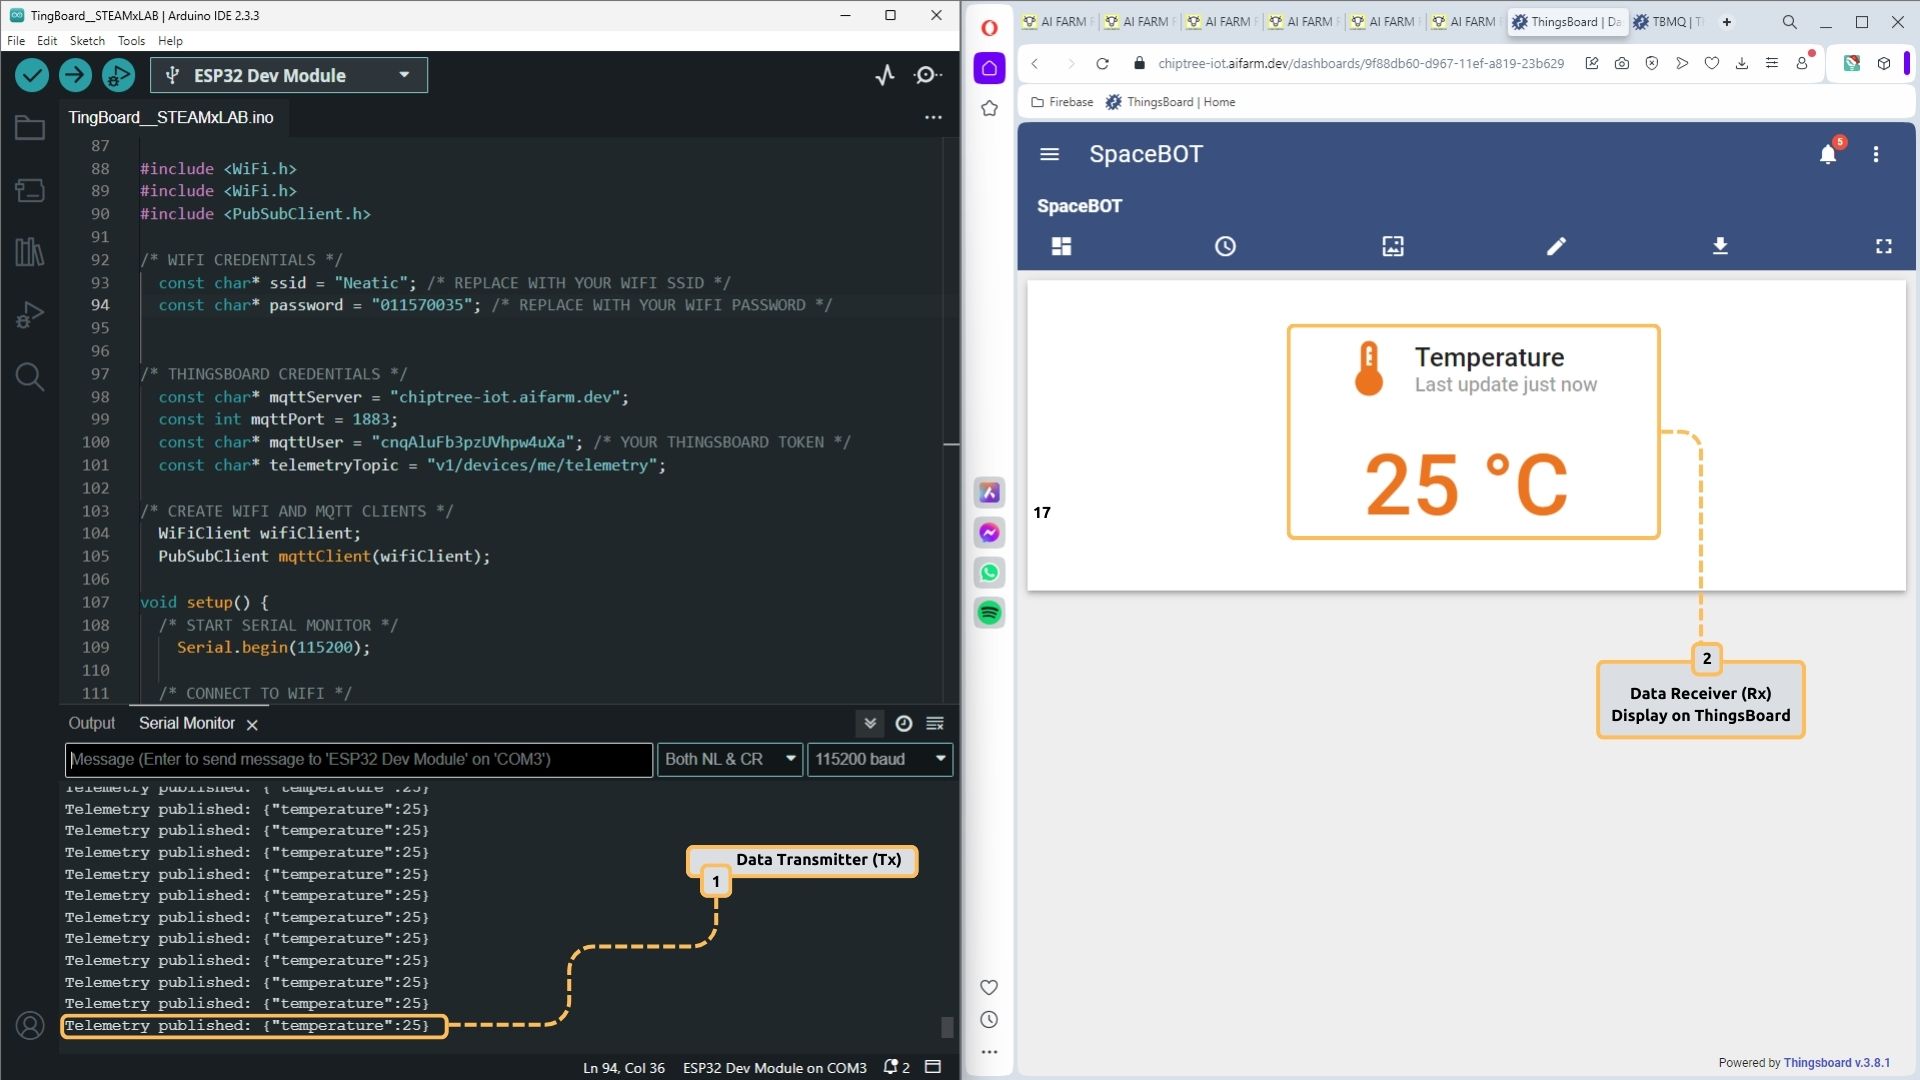 TingBoard__STEAMxLAB | Arduino IDE 2.3.3
File Edit Sketch Tools Help
ESP32 Dev Module
TingBoard__STEAMxLAB.ino
87
88 #include <WiFi.h>
89 #include <WiFi.h>
90 #include <PubSubClient.h>
91
92 /* WIFI CREDENTIALS */
93 const char* ssid = "Neatic"; /* REPLACE WITH YOUR WIFI SSID */
94 const char* password = "011570035"; /* REPLACE WITH YOUR WIFI PASSWORD */
95
96
97 /* THINGSBOARD CREDENTIALS */
98 const char* mqttServer = "chiptree-iot.aifarm.dev";
99 const int mqttPort = 1883;
100 const char* mqttUser = "cnqAluFb3pzUVhpw4uXa"; /* YOUR THINGSBOARD TOKEN */
101 const char* telemetryTopic = "v1/devices/me/telemetry";
102
103 /* CREATE WIFI AND MQTT CLIENTS */
104 WiFiClient wifiClient;
105 PubSubClient mqttClient(wifiClient);
106
107 void setup() {
108 /* START SERIAL MONITOR */
109 Serial.begin(115200);
110
111 /* CONNECT TO WIFI */
Output Serial Monitor
Message (Enter to send message to 'ESP32 Dev Module' on 'COM3')
Both NL & CR
115200 baud
Telemetry published: {"temperature":25}
Telemetry published: {"temperature":25}
Telemetry published: {"temperature":25}
Telemetry published: {"temperature":25}
Telemetry published: {"temperature":25}
Telemetry published: {"temperature":25}
Telemetry published: {"temperature":25}
Telemetry published: {"temperature":25}
Telemetry published: {"temperature":25}
Telemetry published: {"temperature":25}
Telemetry published: {"temperature":25}
Telemetry published: {"temperature":25}
Data Transmitter (Tx)
1
Ln 94, Col 36 ESP32 Dev Module on COM3 2
AI FARM AI FARM AI FARM AI FARM AI FARM AI FARM ThingsBoard | Da TBMQ | T
chiptree-iot.aifarm.dev/dashboards/9f88db60-d967-11ef-a819-23b629
Firebase ThingsBoard | Home
SpaceBOT
5
SpaceBOT
Temperature
Last update just now
25 °C
17
2
Data Receiver (Rx)
Display on ThingsBoard
Powered by Thingsboard v.3.8.1